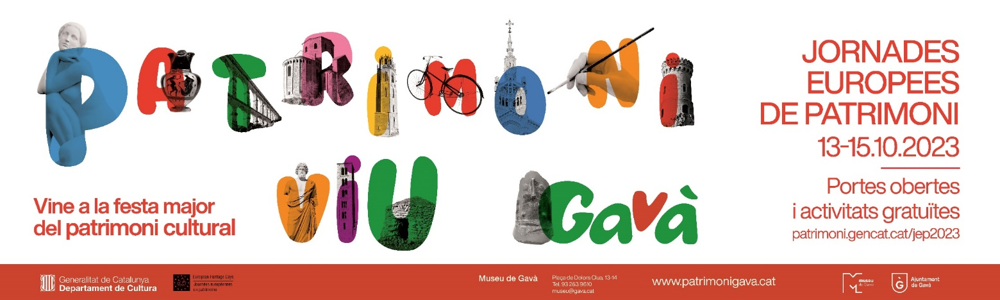 PATRiMONi
ViU
Gavà
Vine a la festa major
del patrimoni cultural
JORNADES
EUROPEES
DE PATRIMONI
13-15.10.2023
Portes obertes
i activitats gratuïtes
patrimoni.gencat.cat/jep2023
Generalitat de Catalunya
Departament de Cultura
European Heritage Days
Journées européennes
du patrimoine
Museu de Gavà
Plaça de Dolors Clua, 13-14
Tel. 93 263 9610
museu@gava.cat
www.patrimonigava.cat
museu
de Gavà
Ajuntament
de Gavà